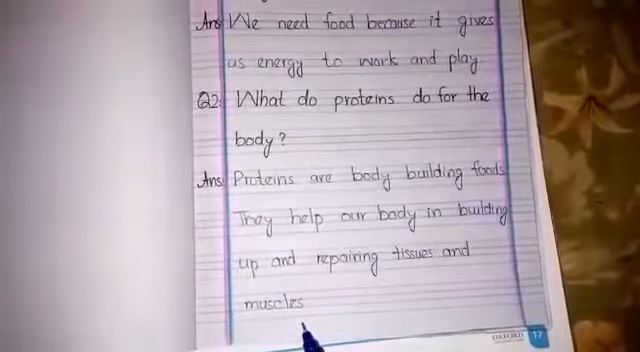 Ans We need food because it gives
us energy to work and play
Q2. What do proteins do for the
body?
Ans Proteins are body building foods
They help our body in building
up and repairing tissues and
muscles
OXFORD 17